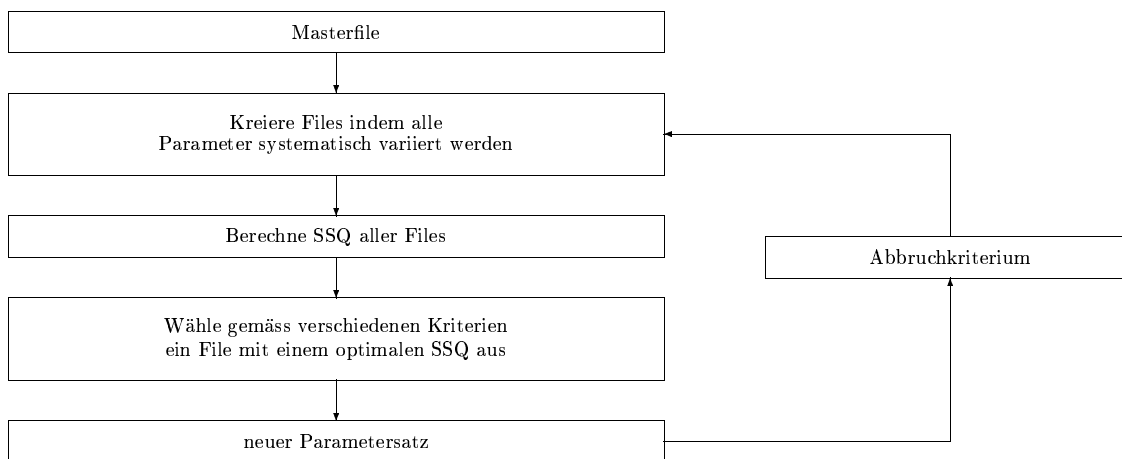 Masterfile
Kreiere Files indem alle
Parameter systematisch variiert werden
Berechne SSQ aller Files
Abbruchkriterium
Wähle gemäss verschiedenen Kriterien
ein File mit einem optimalen SSQ aus
neuer Parametersatz